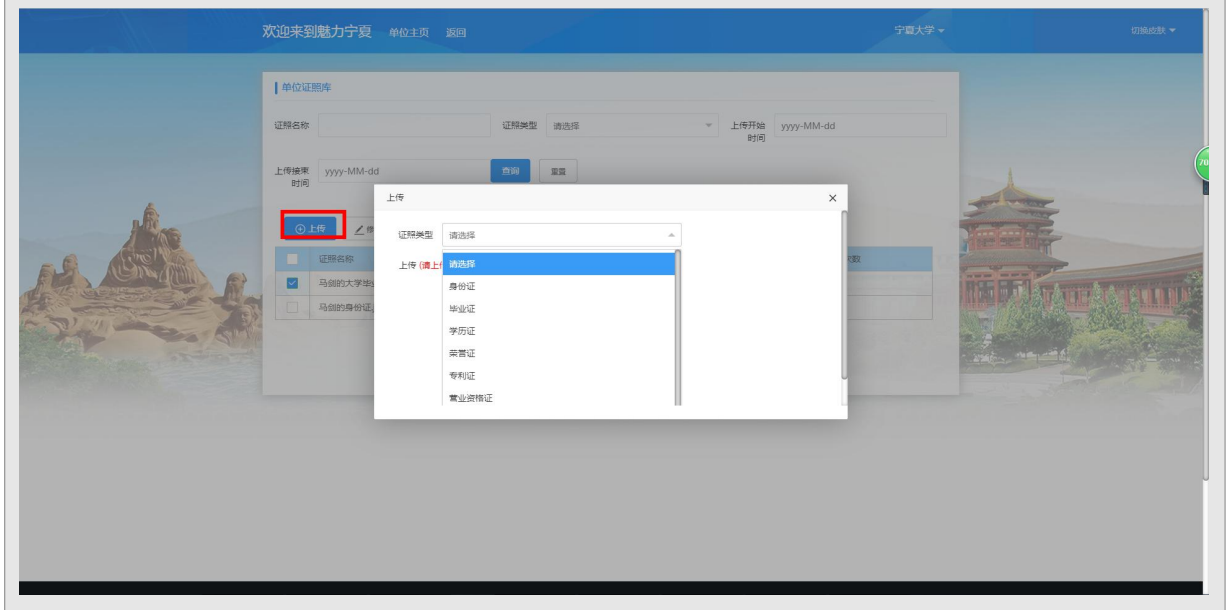 欢迎来到魅力宁夏 单位主页 返回 宁夏大学 切换皮肤
单位证照库
证照名称 证照类型 请选择 上传开始时间 yyyy-MM-dd
上传接束时间 yyyy-MM-dd 查询 重置
上传
上传
证照类型 请选择
上传 (请上
请选择
身份证
毕业证
学历证
荣誉证
专利证
营业资格证
证照名称
马剑的大学毕
马剑的身份证
次数
70